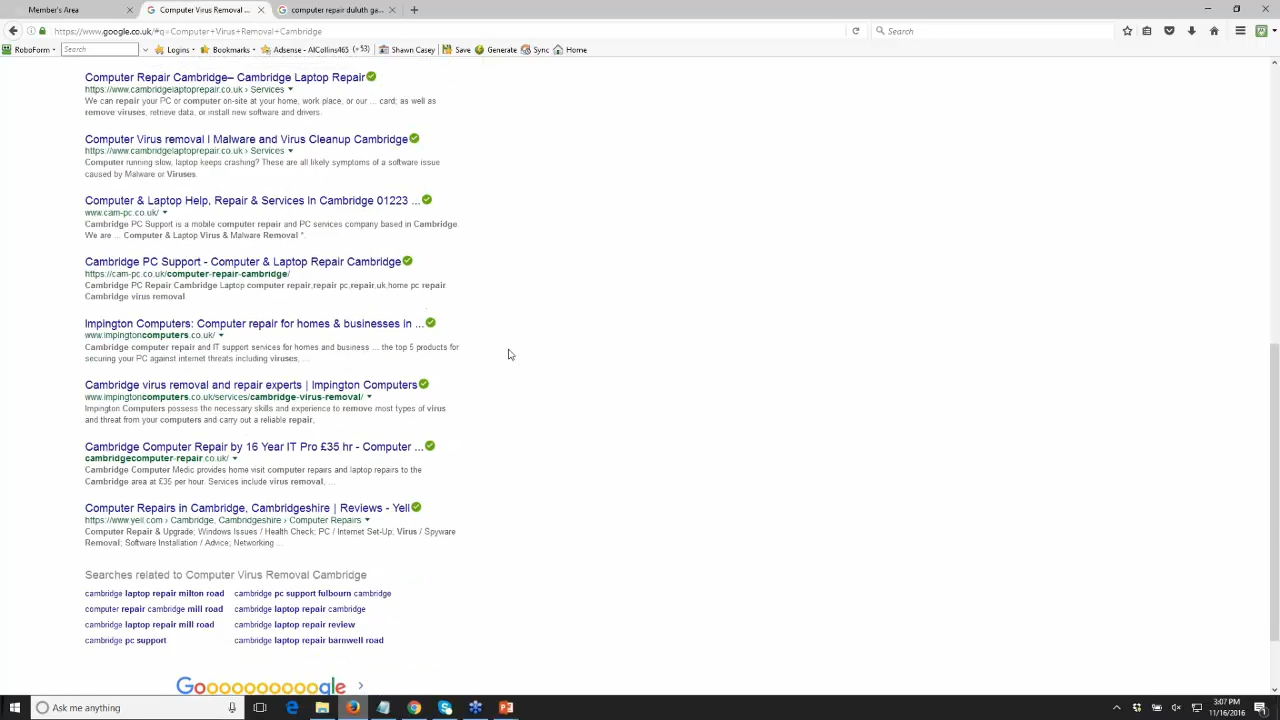 Member's Area
Computer Virus Removal ...
computer repair duluth ga...
https://www.google.co.uk/#q=Computer+Virus+Removal+Cambridge
Search
RoboForm
Search
Logins
Bookmarks
Adsense - AlCollins465
Shawn Casey
Save
Generate
Sync
Home
Computer Repair Cambridge– Cambridge Laptop Repair
https://www.cambridgelaptoprepair.co.uk › Services
We can repair your PC or computer on-site at your home, work place, or our ... card; as well as
remove viruses, retrieve data, or install new software and drivers.
Computer Virus removal | Malware and Virus Cleanup Cambridge
https://www.cambridgelaptoprepair.co.uk › Services
Computer running slow, laptop keeps crashing? These are all likely symptoms of a software issue
caused by Malware or Viruses.
Computer & Laptop Help, Repair & Services In Cambridge 01223 ...
www.cam-pc.co.uk/
Cambridge PC Support is a mobile computer repair and PC services company based in Cambridge.
We are ... Computer & Laptop Virus & Malware Removal *.
Cambridge PC Support - Computer & Laptop Repair Cambridge
https://cam-pc.co.uk/computer-repair-cambridge/
Cambridge PC Repair Cambridge Laptop computer repair,repair pc,repair,uk,home pc repair
Cambridge virus removal
Impington Computers: Computer repair for homes & businesses in ...
www.impingtoncomputers.co.uk/
Cambridge computer repair and IT support services for homes and business ... the top 5 products for
securing your PC against internet threats including viruses, ...
Cambridge virus removal and repair experts | Impington Computers
www.impingtoncomputers.co.uk/services/cambridge-virus-removal/
Impington Computers possess the necessary skills and experience to remove most types of virus
and threat from your computers and carry out a reliable repair,
Cambridge Computer Repair by 16 Year IT Pro £35 hr - Computer ...
cambridgecomputer-repair.co.uk/
Cambridge Computer Medic provides home visit computer repairs and laptop repairs to the
Cambridge area at £35 per hour. Services include virus removal, ...
Computer Repairs in Cambridge, Cambridgeshire | Reviews - Yell
https://www.yell.com › Cambridge, Cambridgeshire › Computer Repairs
Computer Repair & Upgrade; Windows Issues / Health Check; PC / Internet Set-Up; Virus / Spyware
Removal; Software Installation / Advice; Networking ...
Searches related to Computer Virus Removal Cambridge
cambridge laptop repair milton road
cambridge pc support fulbourn cambridge
computer repair cambridge mill road
cambridge laptop repair cambridge
cambridge laptop repair mill road
cambridge laptop repair review
cambridge pc support
cambridge laptop repair barnwell road
Goooooooooogle
Ask me anything
3:07 PM
11/16/2016